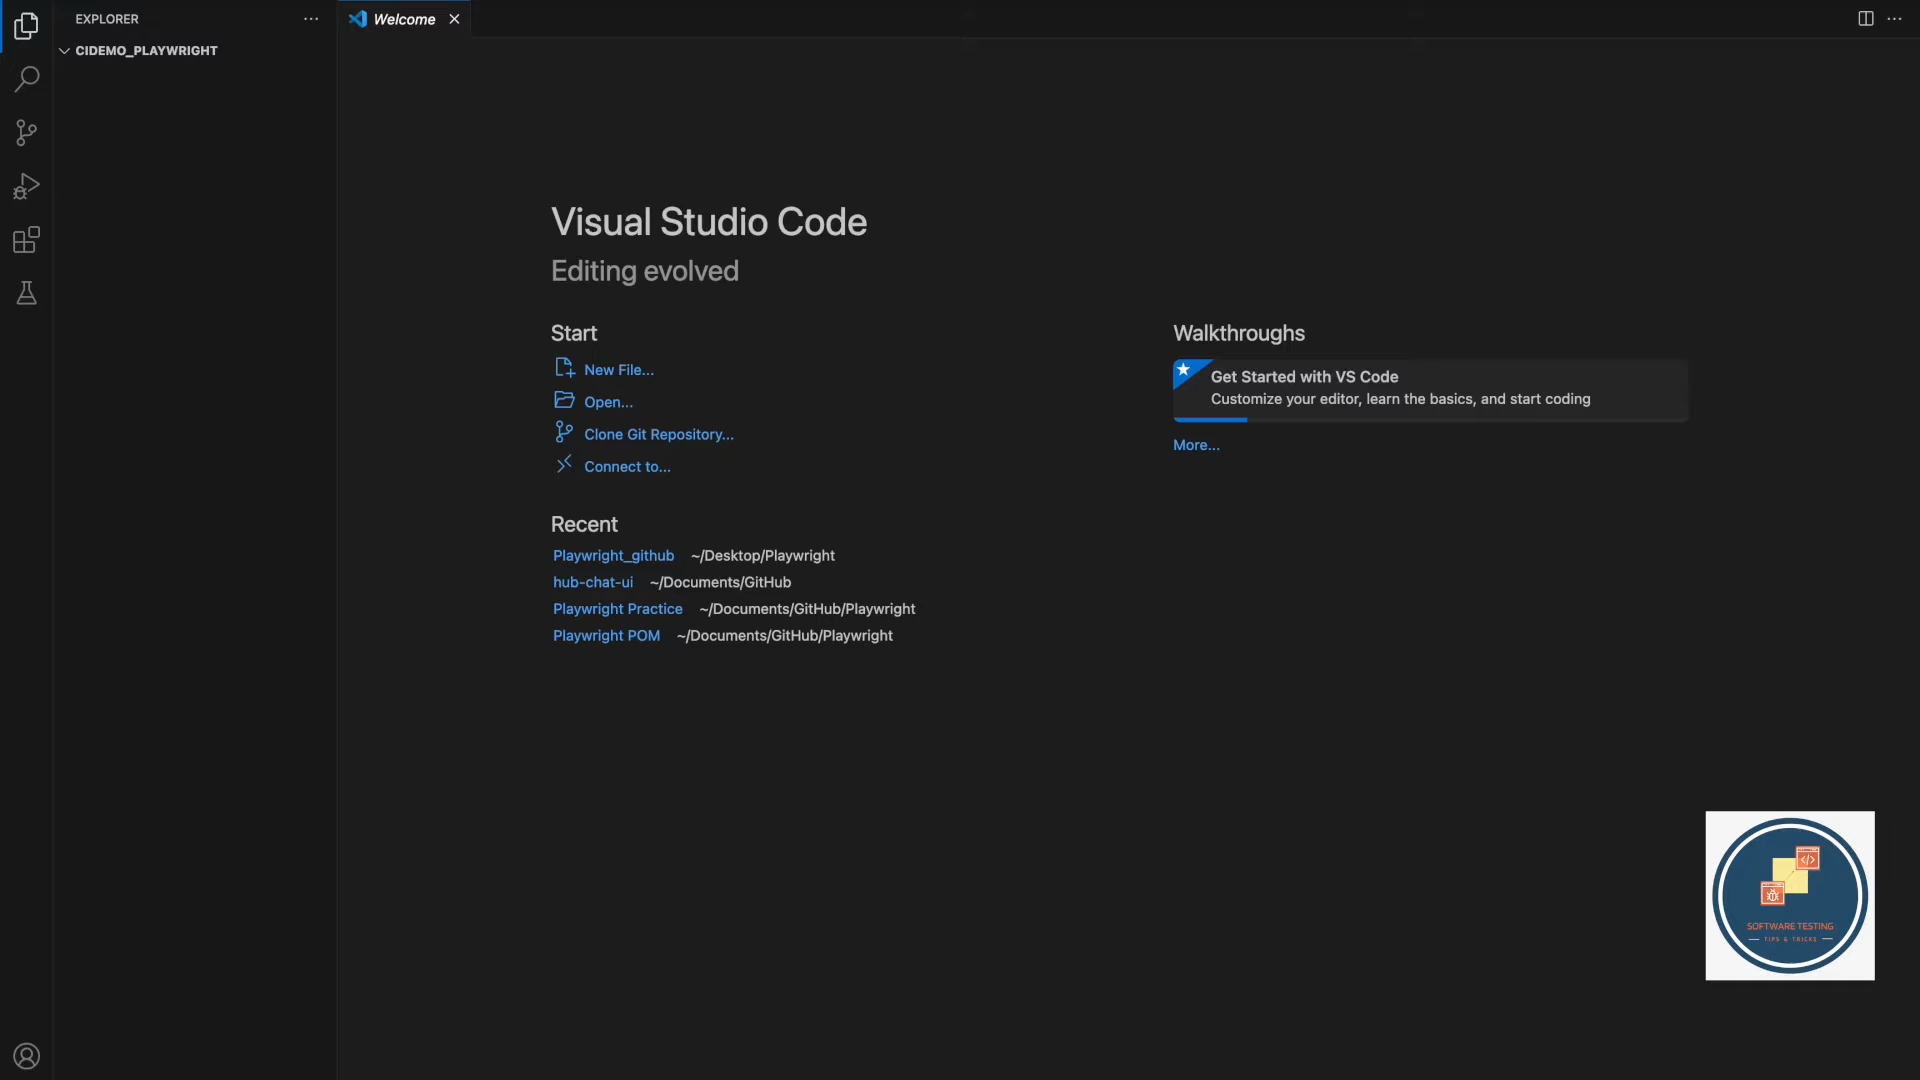 EXPLORER
CIDEMO_PLAYWRIGHT
Welcome
Visual Studio Code
Editing evolved
Start
New File...
Open...
Clone Git Repository...
Connect to...
Recent
Playwright_github ~/Desktop/Playwright
hub-chat-ui ~/Documents/GitHub
Playwright Practice ~/Documents/GitHub/Playwright
Playwright POM ~/Documents/GitHub/Playwright
Walkthroughs
Get Started with VS Code
Customize your editor, learn the basics, and start coding
More...
SOFTWARE TESTING
TIPS & TRICKS